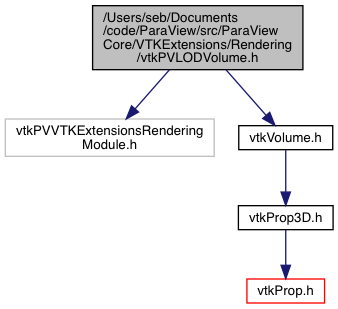 /Users/seb/Documents
/code/ParaView/src/ParaView
Core/VTKExtensions/Rendering
/vtkPVLODVolume.h
vtkPVVTKExtensionsRendering
Module.h
vtkVolume.h
vtkProp3D.h
vtkProp.h